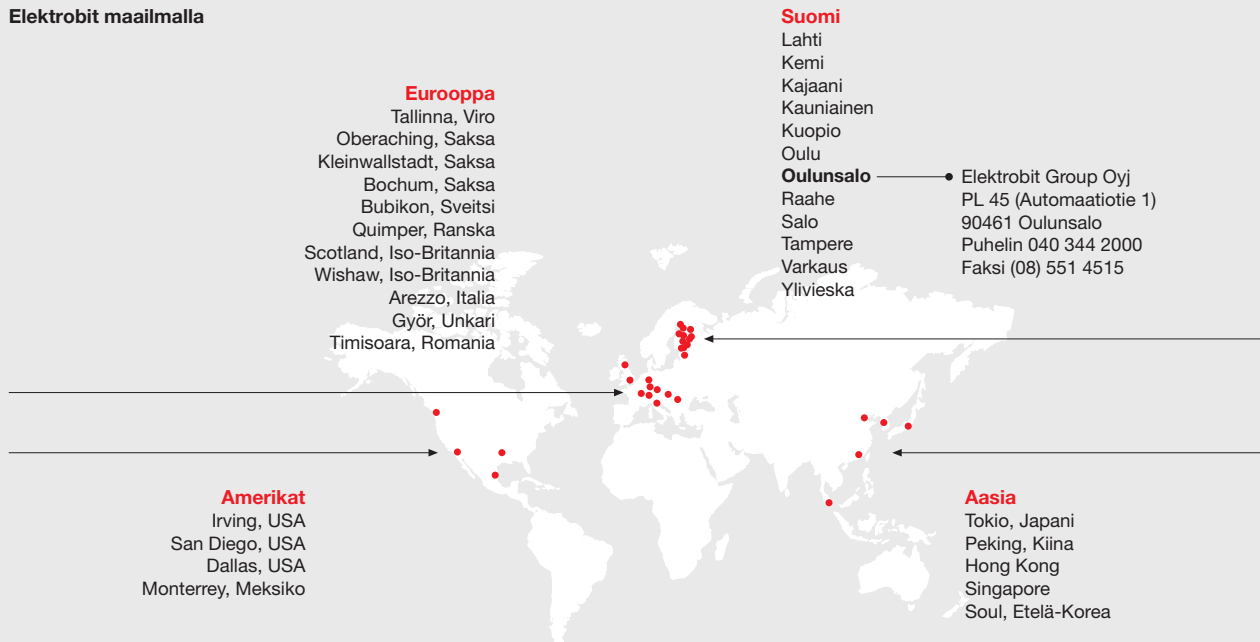 Elektrobit maailmalla
Suomi
Lahti
Kemi
Kajaani
Kauniainen
Kuopio
Oulu
Oulunsalo
Raahe
Salo
Tampere
Varkaus
Ylivieska
Elektrobit Group Oyj
PL 45 (Automaatiotie 1)
90461 Oulunsalo
Puhelin 040 344 2000
Faksi (08) 551 4515
Eurooppa
Tallinna, Viro
Oberaching, Saksa
Kleinwallstadt, Saksa
Bochum, Saksa
Bubikon, Sveitsi
Quimper, Ranska
Scotland, Iso-Britannia
Wishaw, Iso-Britannia
Arezzo, Italia
Györ, Unkari
Timisoara, Romania
Amerikat
Irving, USA
San Diego, USA
Dallas, USA
Monterrey, Meksiko
Aasia
Tokio, Japani
Peking, Kiina
Hong Kong
Singapore
Soul, Etelä-Korea